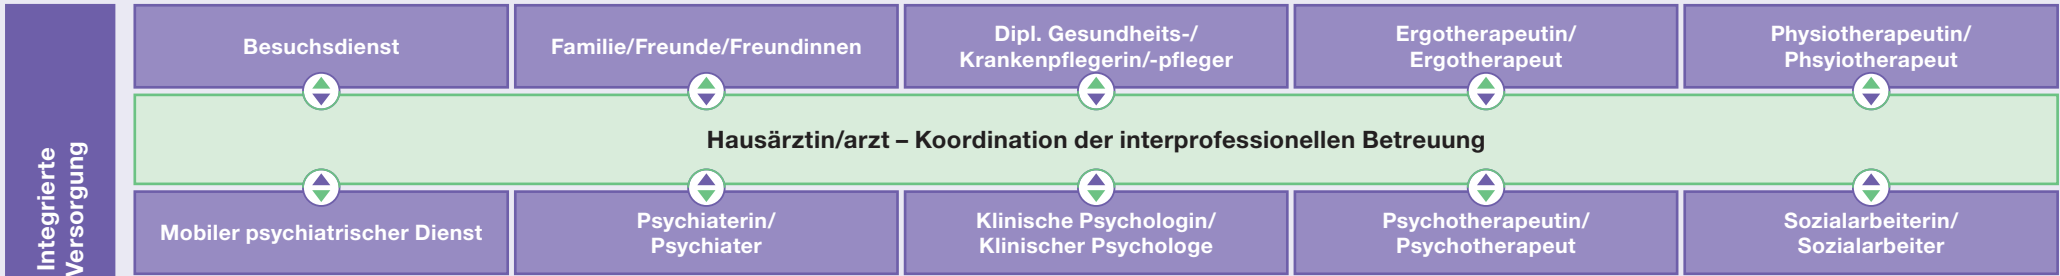 Integrierte
Versorgung
Besuchsdienst
Familie/Freunde/Freundinnen
Dipl. Gesundheits-/
Krankenpflegerin/-pfleger
Ergotherapeutin/
Ergotherapeut
Physiotherapeutin/
Phsyiotherapeut
Hausärztin/arzt – Koordination der interprofessionellen Betreuung
Mobiler psychiatrischer Dienst
Psychiaterin/
Psychiater
Klinische Psychologin/
Klinischer Psychologe
Psychotherapeutin/
Psychotherapeut
Sozialarbeiterin/
Sozialarbeiter